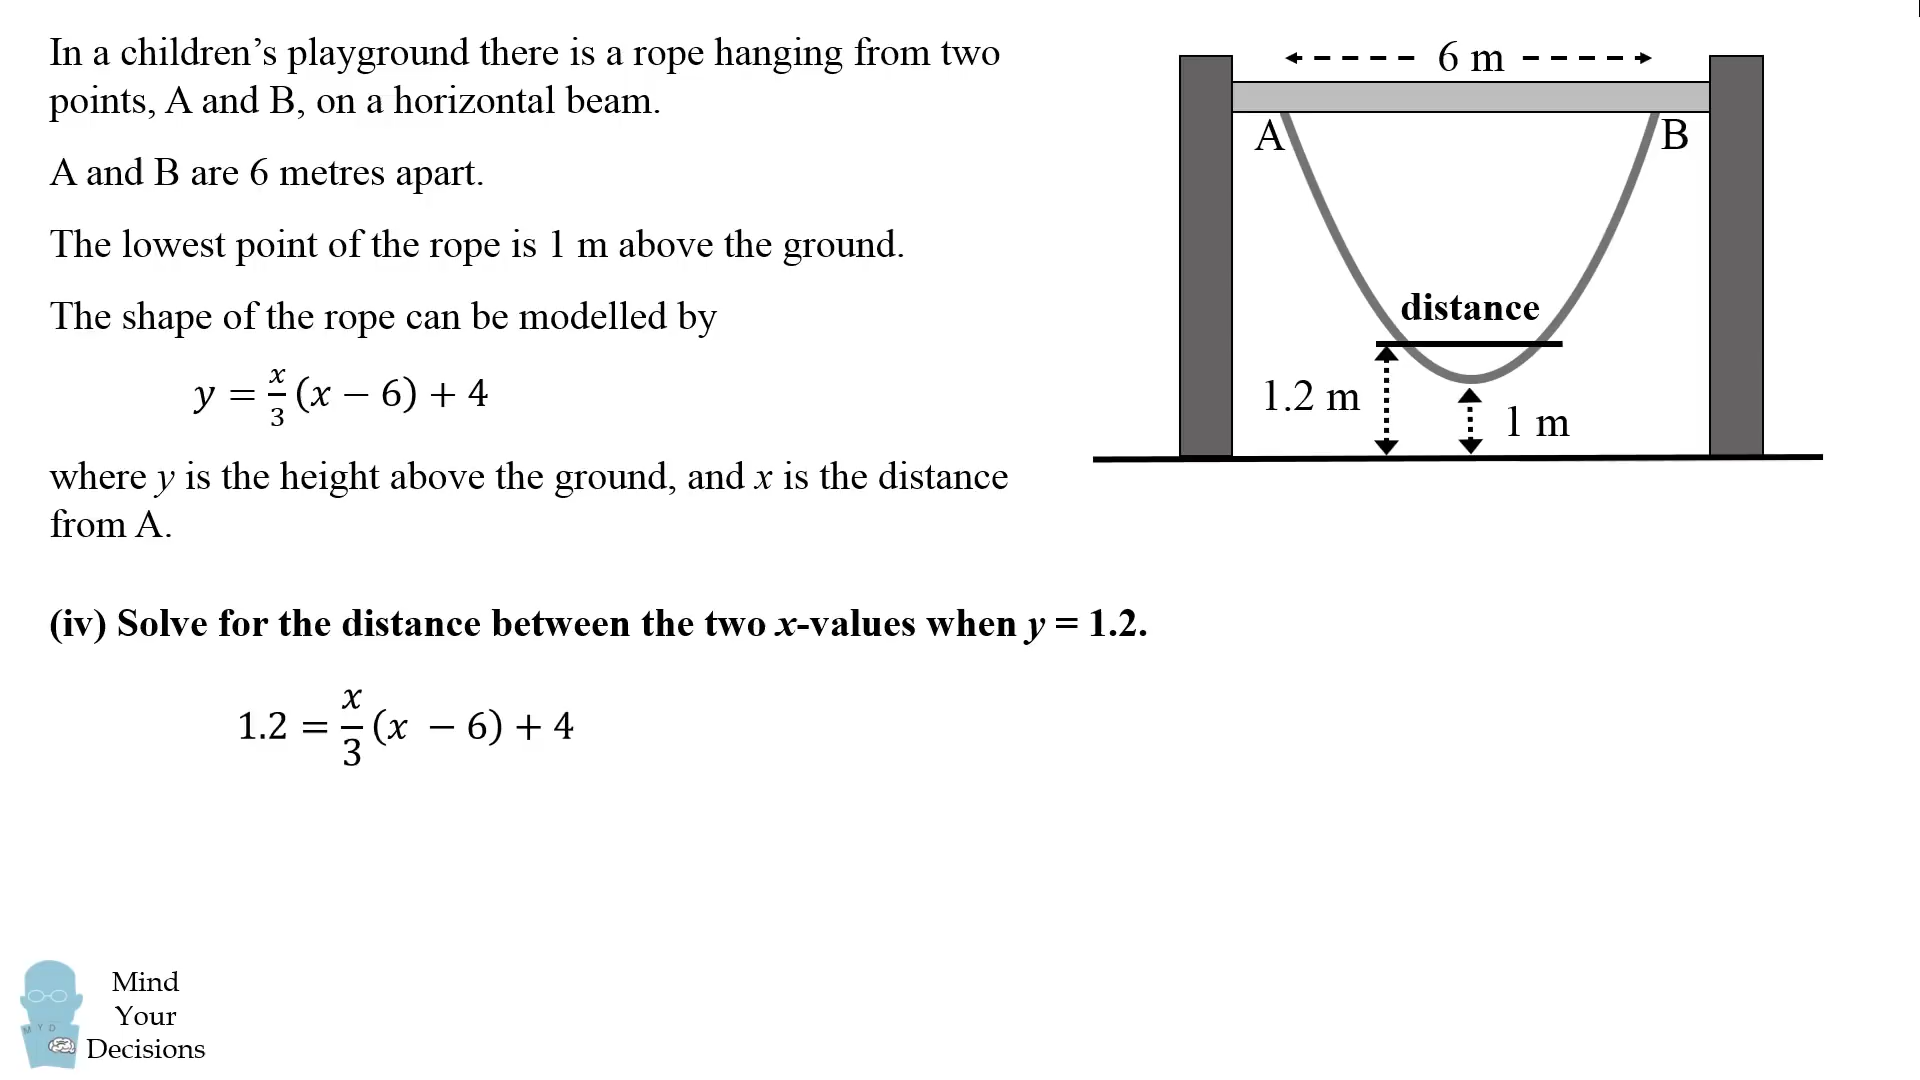 In a children’s playground there is a rope hanging from two
points, A and B, on a horizontal beam.
A and B are 6 metres apart.
The lowest point of the rope is 1 m above the ground.
The shape of the rope can be modelled by
y = x/3 (x − 6) + 4
where y is the height above the ground, and x is the distance
from A.
6 m
A
B
distance
1.2 m
1 m
(iv) Solve for the distance between the two x-values when y = 1.2.
1.2 = x/3 (x − 6) + 4
M Y D
Mind
Your
Decisions